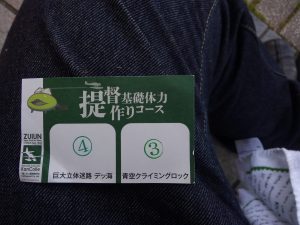 提督基礎体力
作りコース
ZUIUN
④
③
巨大立体迷路 デッ海
青空クライミングロック
KanColle